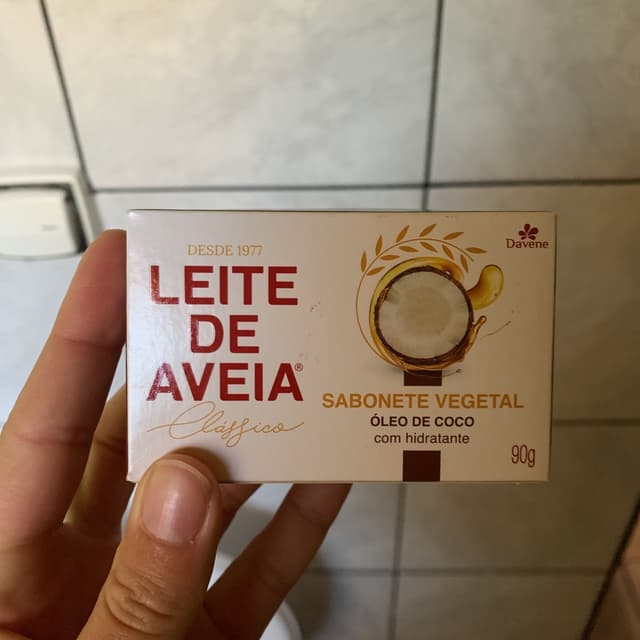 DESDE 1977
LEITE
DE
AVEIA®
Clássico
Davene
SABONETE VEGETAL
ÓLEO DE COCO
com hidratante
90g